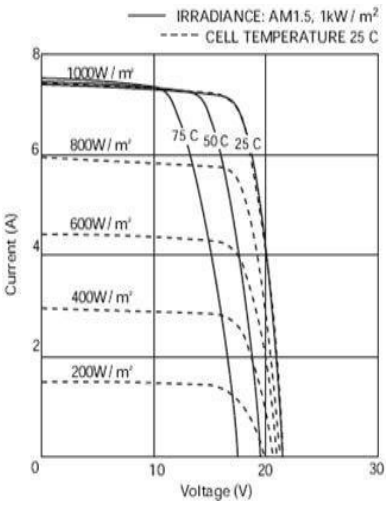 IRRADIANCE: AM1.5, 1kW / m²
CELL TEMPERATURE 25 C
8
1000W / m²
75 C 50 C 25 C
800W / m²
6
600W / m²
4
400W / m²
2
200W / m²
0 10 20 30
Current (A)
Voltage (V)